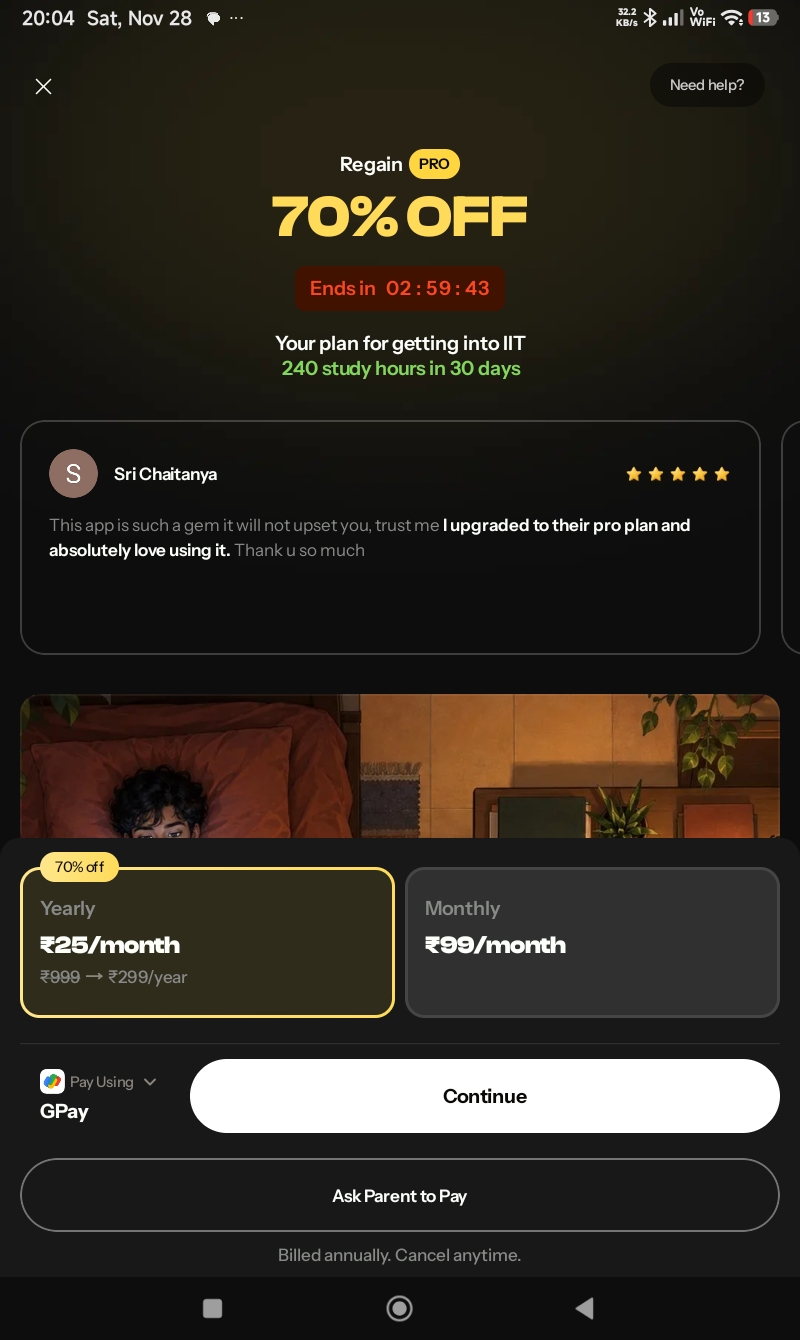 20:04 Sat, Nov 28 ...
32.2 KB/s Vo WiFi 13
Need help?
Regain PRO
70% OFF
Ends in 02 : 59 : 43
Your plan for getting into IIT
240 study hours in 30 days
S Sri Chaitanya
This app is such a gem it will not upset you, trust me I upgraded to their pro plan and
absolutely love using it. Thank u so much
70% off
Yearly
₹25/month
₹999 → ₹299/year
Monthly
₹99/month
Pay Using
GPay
Continue
Ask Parent to Pay
Billed annually. Cancel anytime.